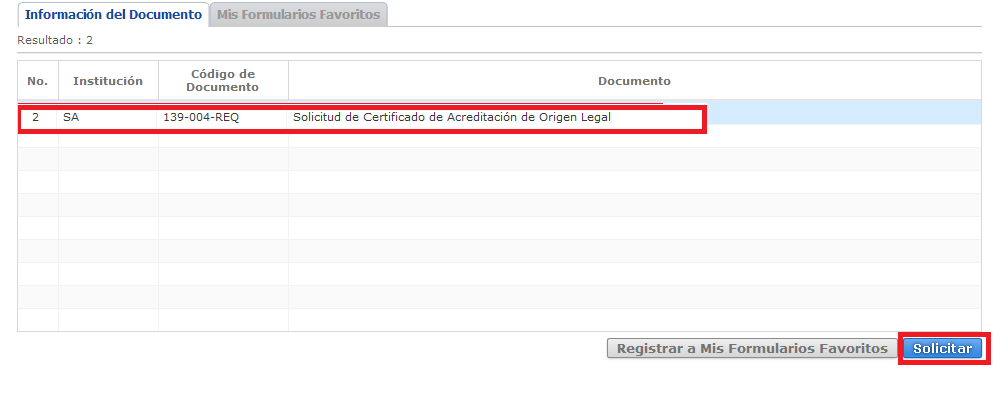 Información del Documento Mis Formularios Favoritos
Resultado : 2
No. Institución Código de Documento Documento
2 SA 139-004-REQ Solicitud de Certificado de Acreditación de Origen Legal
Registrar a Mis Formularios Favoritos Solicitar